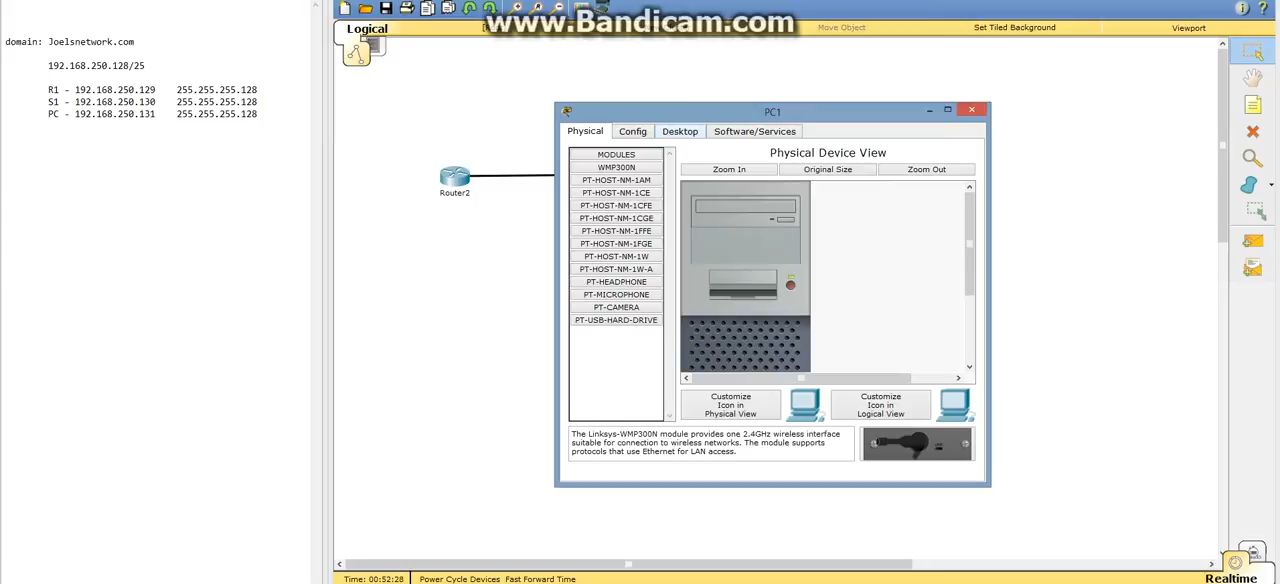 www.Bandicam.com
domain: Joelsnetwork.com
192.168.250.128/25
R1 - 192.168.250.129 255.255.255.128
S1 - 192.168.250.130 255.255.255.128
PC - 192.168.250.131 255.255.255.128
Logical
Move Object
Set Tiled Background
Viewport
Router2
PC1
Physical
Config
Desktop
Software/Services
MODULES
WMP300N
PT-HOST-NM-1AM
PT-HOST-NM-1CE
PT-HOST-NM-1CFE
PT-HOST-NM-1CGE
PT-HOST-NM-1FFE
PT-HOST-NM-1FGE
PT-HOST-NM-1W
PT-HOST-NM-1W-A
PT-HEADPHONE
PT-MICROPHONE
PT-CAMERA
PT-USB-HARD-DRIVE
Physical Device View
Zoom In
Original Size
Zoom Out
Customize
Icon in
Physical View
Customize
Icon in
Logical View
The Linksys-WMP300N module provides one 2.4GHz wireless interface
suitable for connection to wireless networks. The module supports
protocols that use Ethernet for LAN access.
Time: 00:52:28
Power Cycle Devices Fast Forward Time
Realtime